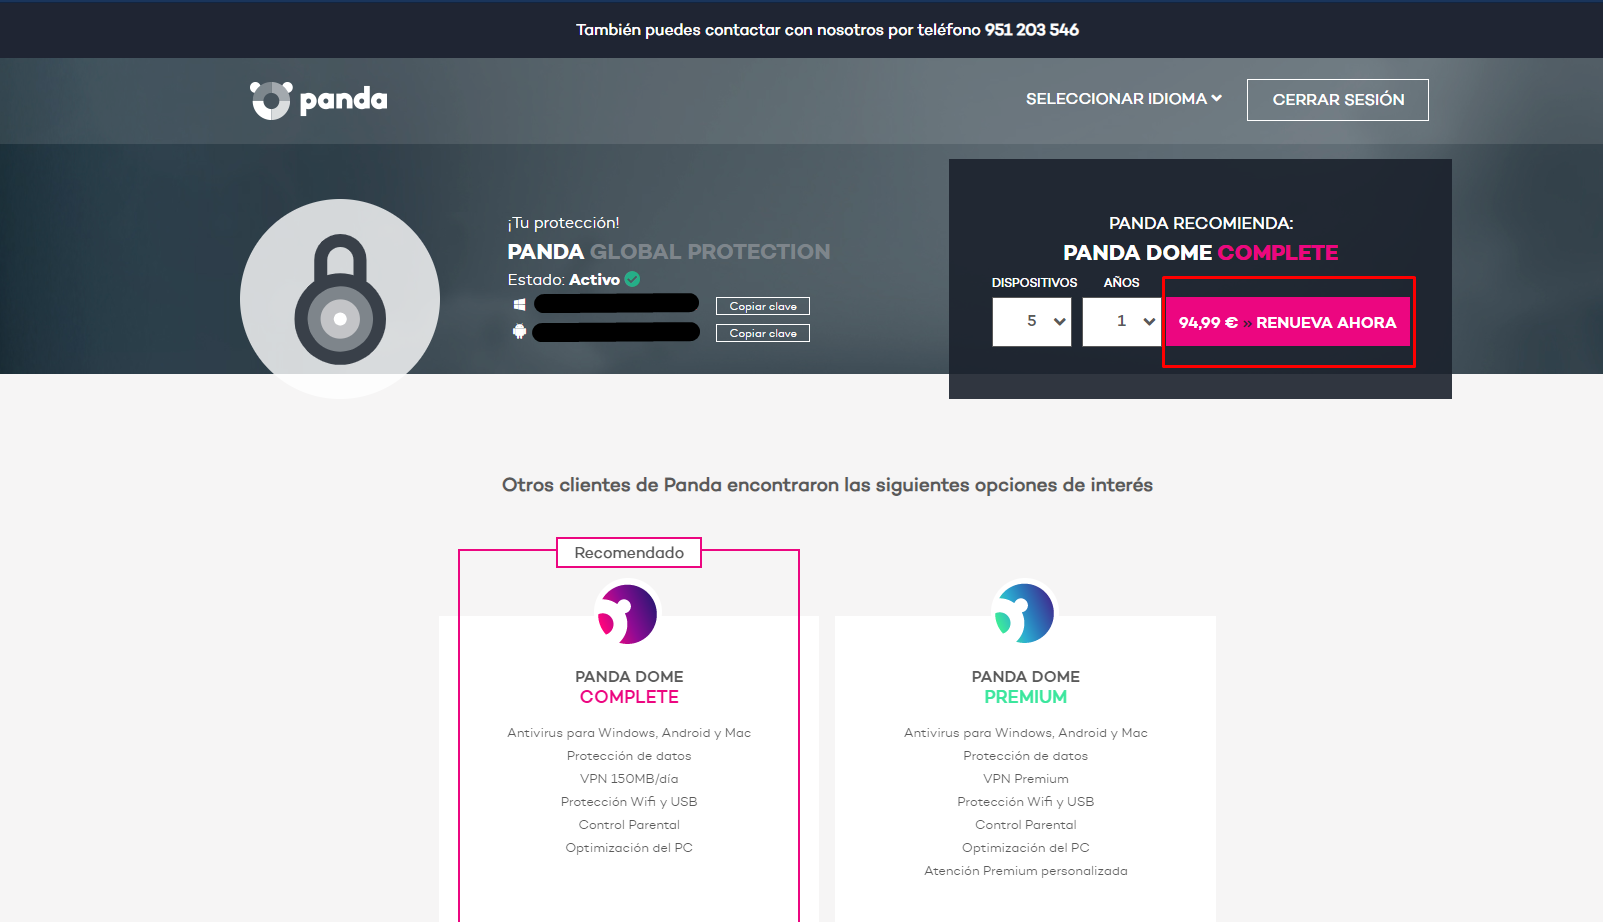 También puedes contactar con nosotros por teléfono 951 203 546
panda
SELECCIONAR IDIOMA
CERRAR SESIÓN
¡Tu protección!
PANDA GLOBAL PROTECTION
Estado: Activo
Copiar clave
Copiar clave
PANDA RECOMIENDA:
PANDA DOME COMPLETE
DISPOSITIVOS AÑOS
5 1 94,99 € » RENUEVA AHORA
Otros clientes de Panda encontraron las siguientes opciones de interés
Recomendado
PANDA DOME
COMPLETE
Antivirus para Windows, Android y Mac
Protección de datos
VPN 150MB/día
Protección Wifi y USB
Control Parental
Optimización del PC
PANDA DOME
PREMIUM
Antivirus para Windows, Android y Mac
Protección de datos
VPN Premium
Protección Wifi y USB
Control Parental
Optimización del PC
Atención Premium personalizada